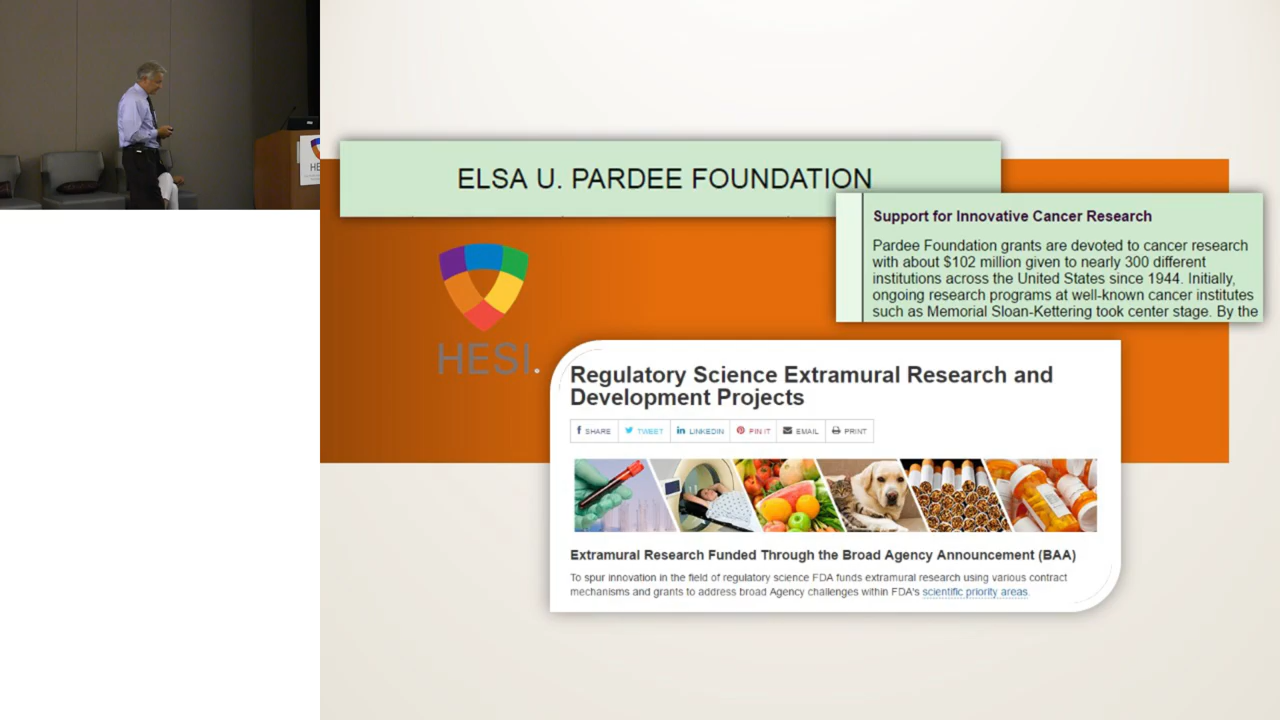 HE
ELSA U. PARDEE FOUNDATION
Support for Innovative Cancer Research
Pardee Foundation grants are devoted to cancer research
with about $102 million given to nearly 300 different
institutions across the United States since 1944. Initially,
ongoing research programs at well-known cancer institutes
such as Memorial Sloan-Kettering took center stage. By the
HESI
Regulatory Science Extramural Research and
Development Projects
f SHARE TWEET in LINKEDIN PIN IT EMAIL PRINT
Extramural Research Funded Through the Broad Agency Announcement (BAA)
To spur innovation in the field of regulatory science FDA funds extramural research using various contract
mechanisms and grants to address broad Agency challenges within FDA's scientific priority areas.